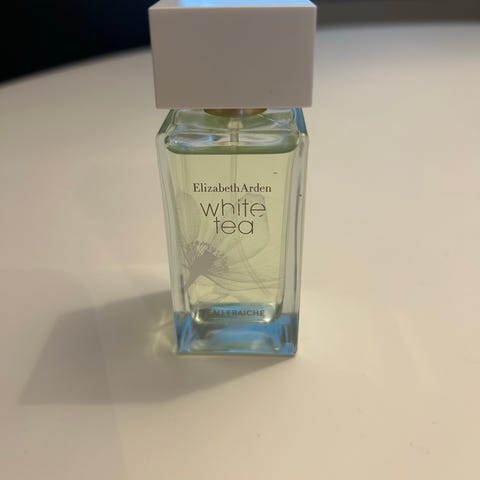 ElizabethArden
white
tea
EAU FRAICHE